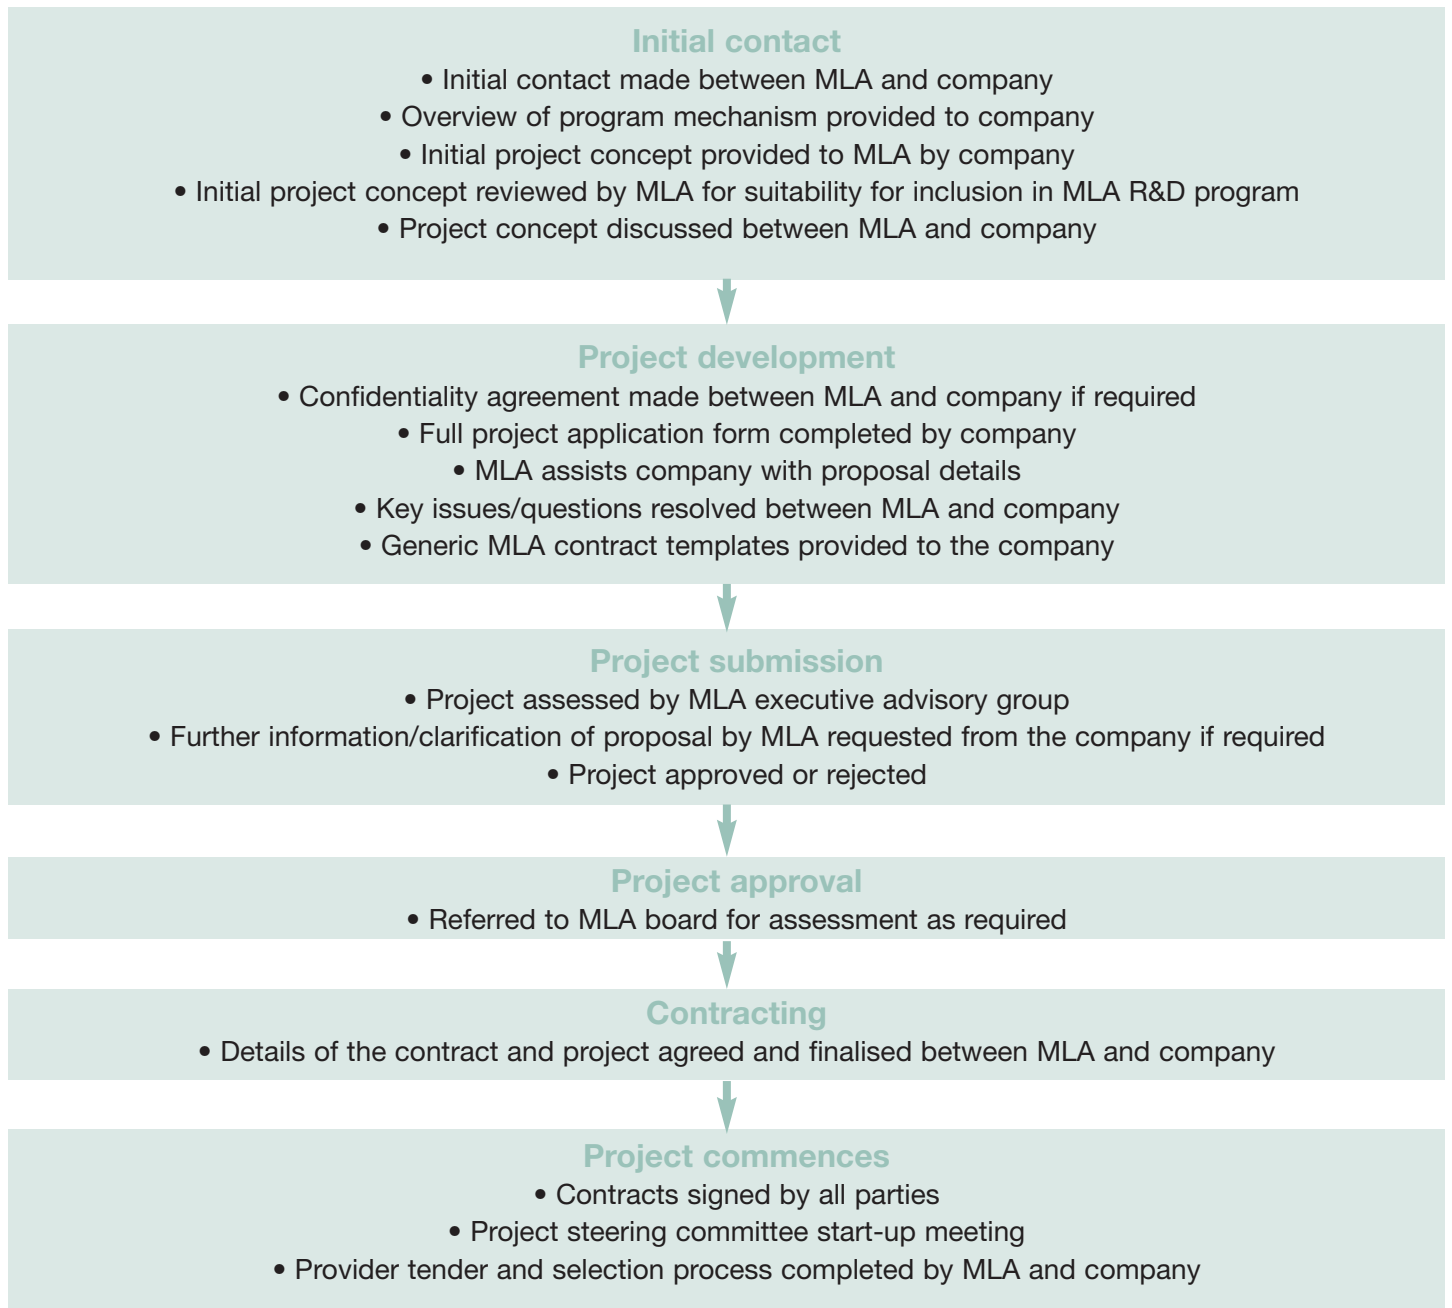 Initial contact
• Initial contact made between MLA and company
• Overview of program mechanism provided to company
• Initial project concept provided to MLA by company
• Initial project concept reviewed by MLA for suitability for inclusion in MLA R&D program
• Project concept discussed between MLA and company
Project development
• Confidentiality agreement made between MLA and company if required
• Full project application form completed by company
• MLA assists company with proposal details
• Key issues/questions resolved between MLA and company
• Generic MLA contract templates provided to the company
Project submission
• Project assessed by MLA executive advisory group
• Further information/clarification of proposal by MLA requested from the company if required
• Project approved or rejected
Project approval
• Referred to MLA board for assessment as required
Contracting
• Details of the contract and project agreed and finalised between MLA and company
Project commences
• Contracts signed by all parties
• Project steering committee start-up meeting
• Provider tender and selection process completed by MLA and company